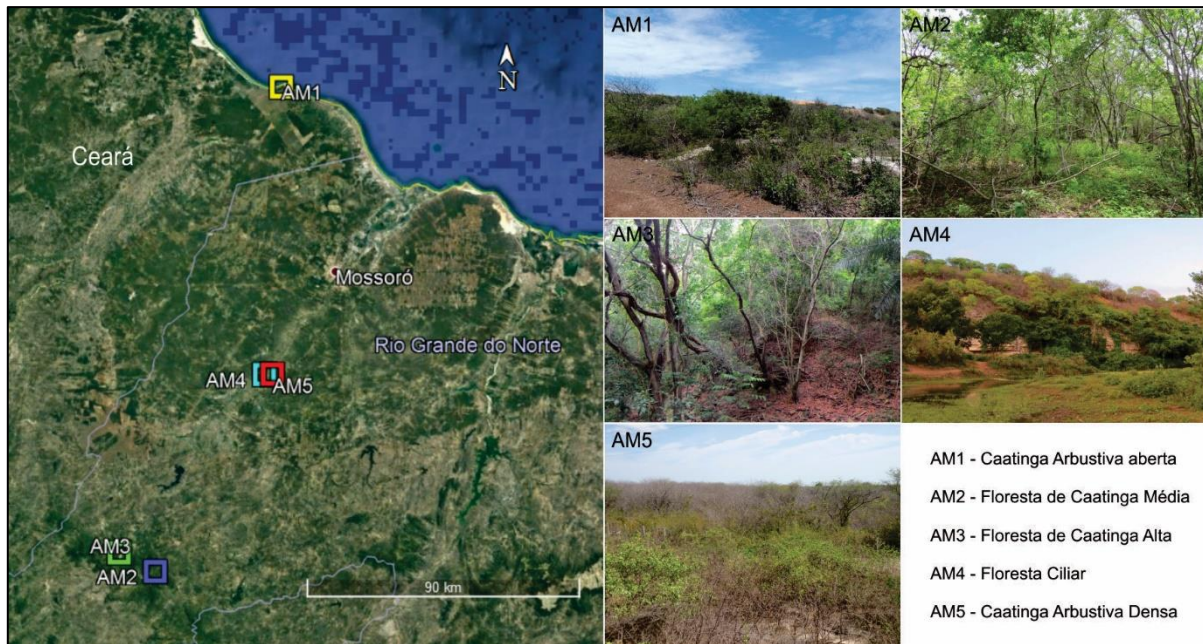 AM1
N
Ceará
Mossoró
Rio Grande do Norte
AM4
AM5
AM3
AM2
90 km
AM1
AM2
AM3
AM4
AM5
AM1 - Caatinga Arbustiva aberta
AM2 - Floresta de Caatinga Média
AM3 - Floresta de Caatinga Alta
AM4 - Floresta Ciliar
AM5 - Caatinga Arbustiva Densa